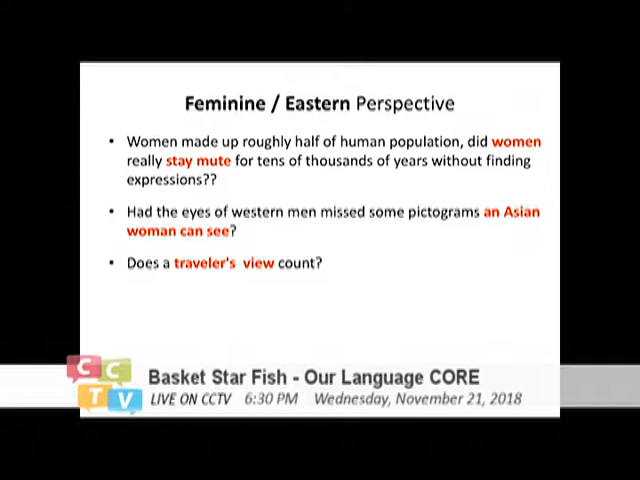 Feminine / Eastern Perspective
• Women made up roughly half of human population, did women
really stay mute for tens of thousands of years without finding
expressions??
• Had the eyes of western men missed some pictograms an Asian
woman can see?
• Does a traveler's view count?
C C
T V
Basket Star Fish - Our Language CORE
LIVE ON CCTV 6:30 PM Wednesday, November 21, 2018